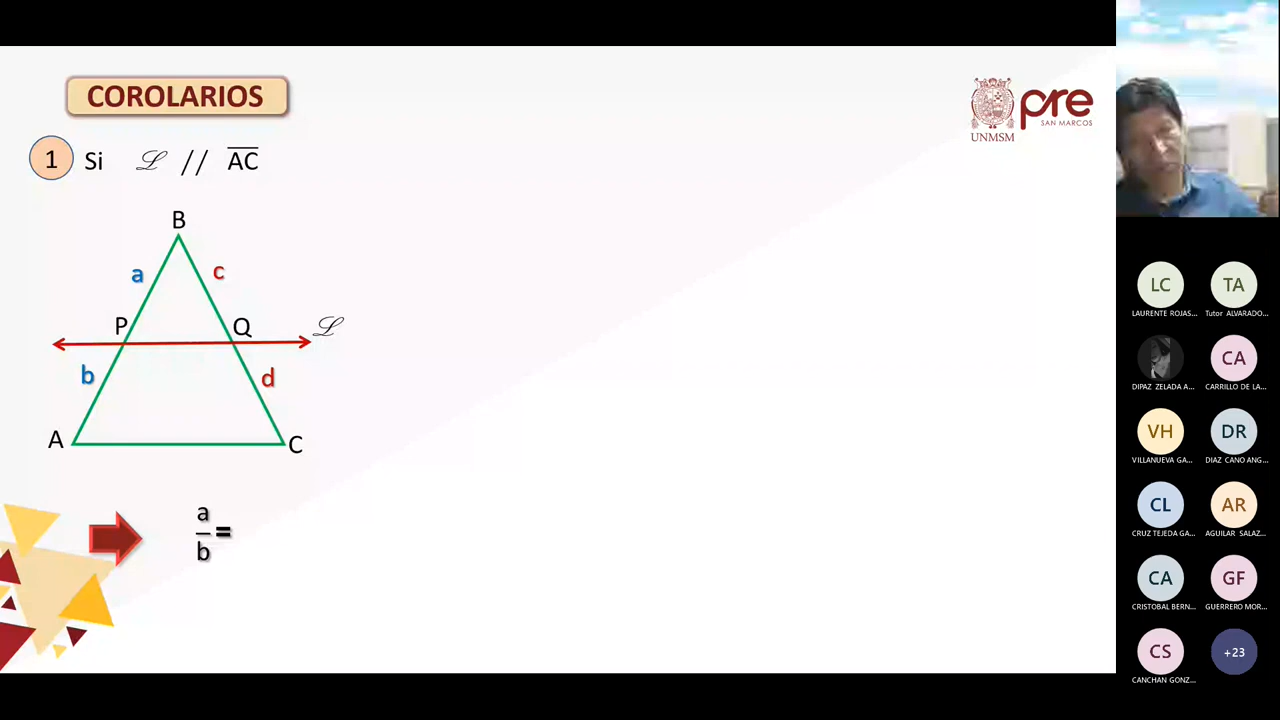 COROLARIOS
pre
SAN MARCOS
UNMSM
1 Si ℒ // A̅C̅
B
a c
P Q ℒ
b d
A C
a
b
=
LC TA
LAURENTE ROJAS... Tutor ALVARADO...
CA
DIPAZ ZELADA A... CARRILLO DE LA...
VH DR
VILLANUEVA GA... DIAZ CANO ANG...
CL AR
CRUZ TEJEDA GA... AGUILAR SALAZ...
CA GF
CRISTOBAL BERN... GUERRERO MOR...
CS +23
CANCHAN GONZ...